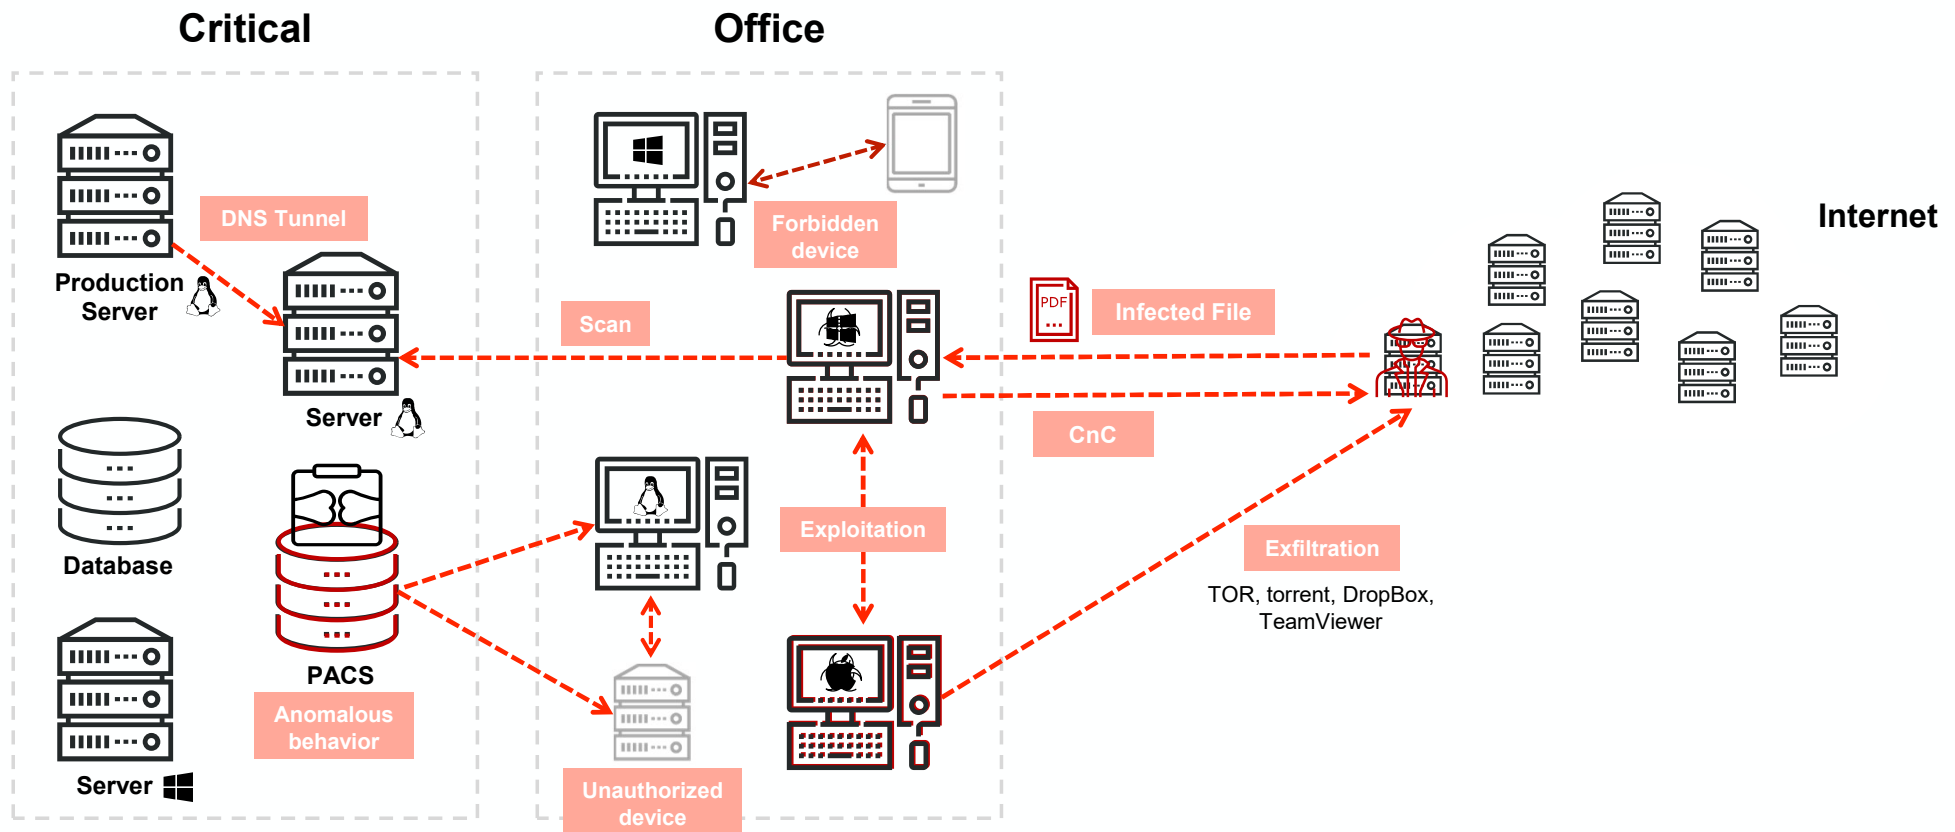 Critical
Office
Internet
DNS Tunnel
Production
Server
Server
Database
PACS
Anomalous
behavior
Server
Forbidden
device
Scan
PDF
Infected File
CnC
Exploitation
Exfiltration
TOR, torrent, DropBox,
TeamViewer
Unauthorized
device